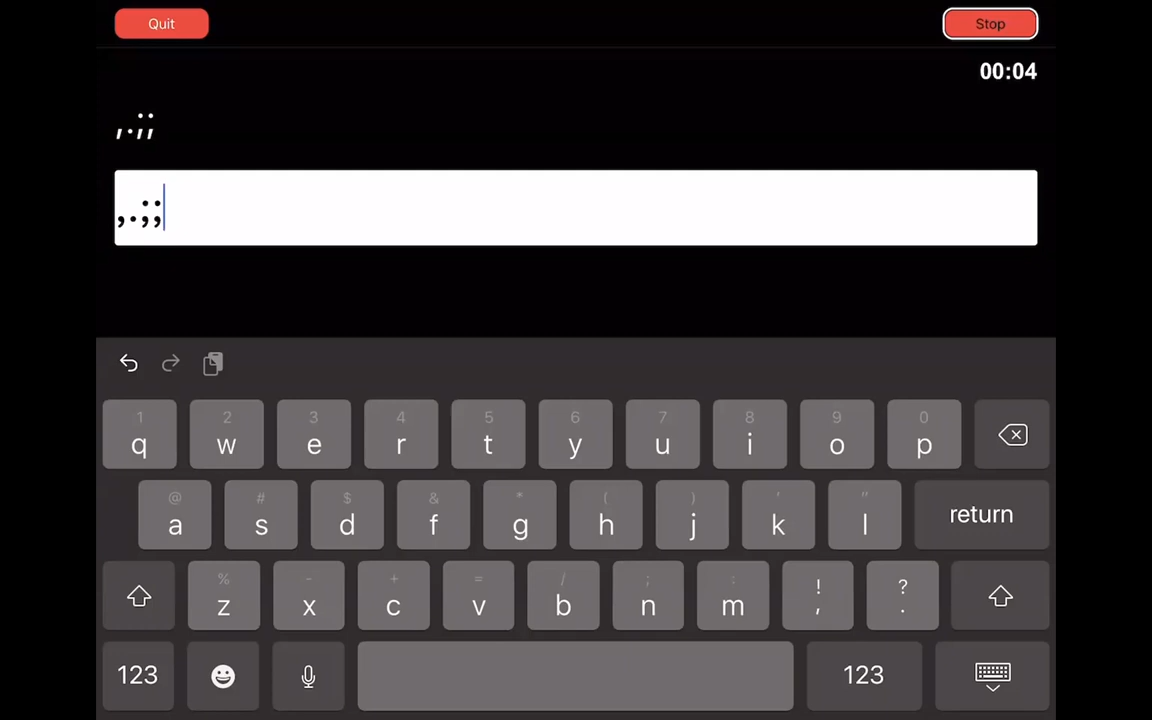 Quit Stop
00:04
,.;;
,.;;
1 2 3 4 5 6 7 8 9 0
q w e r t y u i o p
@ # $ & * ( ) ' "
a s d f g h j k l return
% - + = / ; : ! ?
z x c v b n m , .
123 123